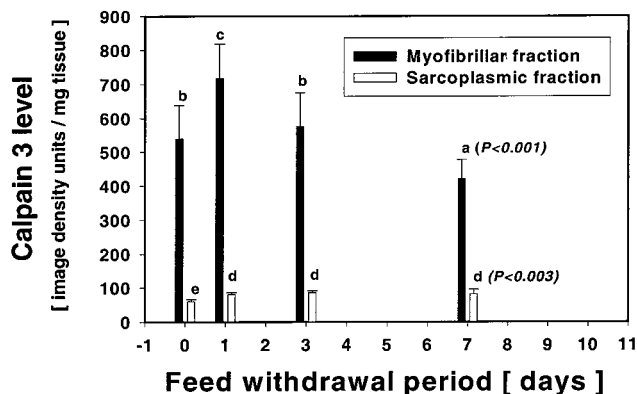 Calpain 3 level
[ image density units / mg tissue]
900
800
700
600
500
400
300
200
100
0
Myofibrillar fraction
Sarcoplasmic fraction
b
e
c
d
b
d
a (P<0.001)
d (P<0.003)
-1 0 1 2 3 4 5 6 7 8 9 10 11
Feed withdrawal period [ days ]